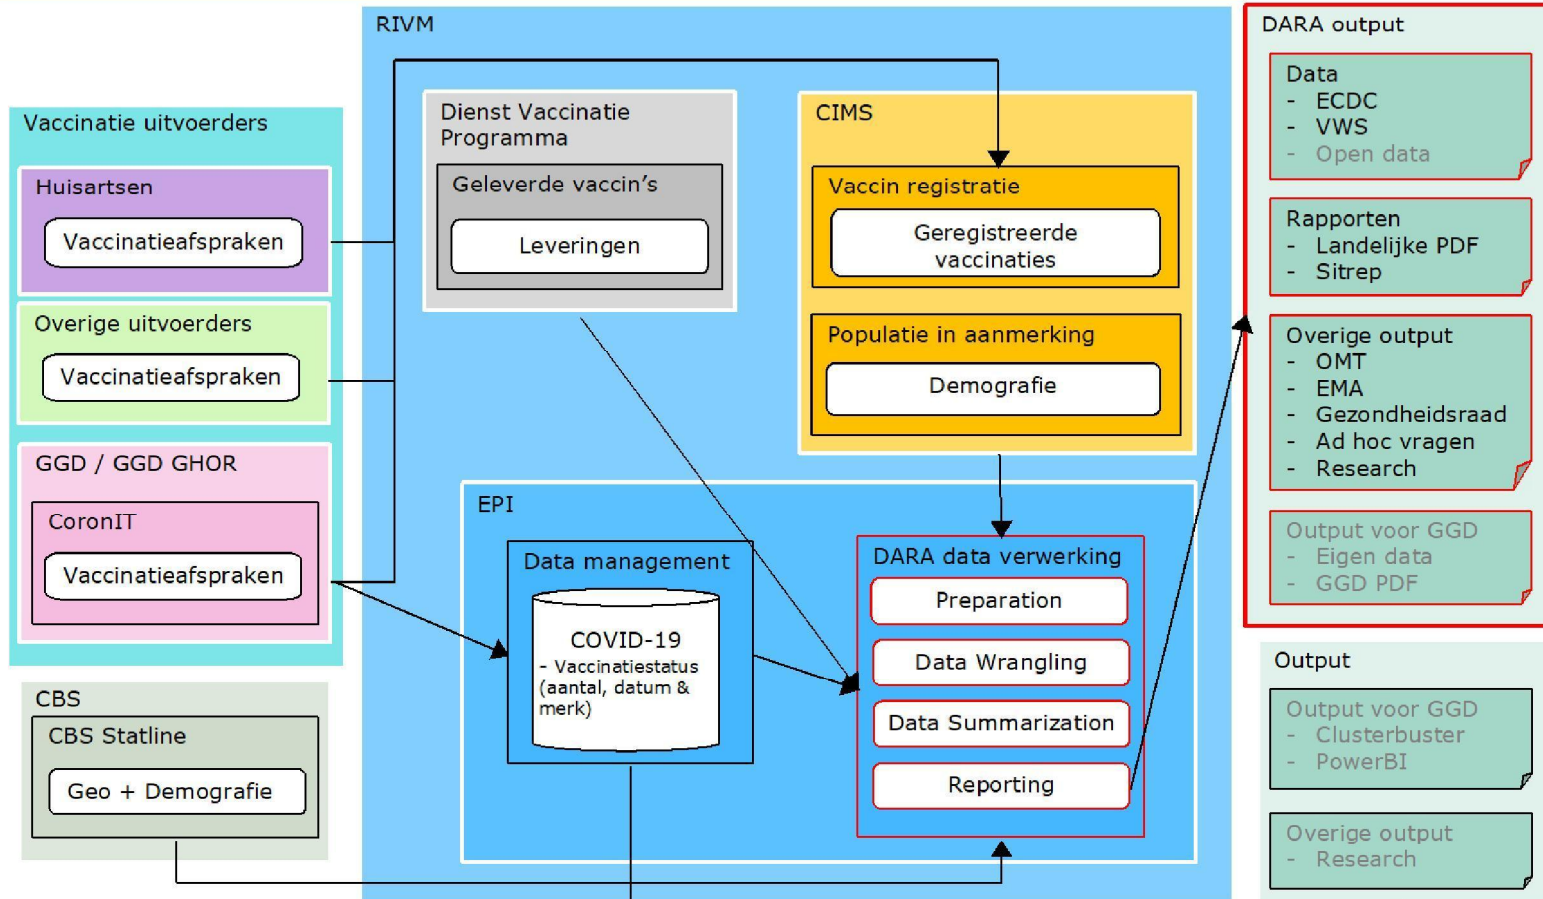 RIVM
Vaccinatie uitvoerders
Huisartsen
Vaccinatieafspraken
Overige uitvoerders
Vaccinatieafspraken
GGD / GGD GHOR
CoronIT
Vaccinatieafspraken
CBS
CBS Statline
Geo + Demografie
Dienst Vaccinatie
Programma
Geleverde vaccin's
Leveringen
CIMS
Vaccin registratie
Geregistreerde
vaccinaties
Populatie in aanmerking
Demografie
EPI
Data management
COVID-19
- Vaccinatiestatus
(aantal, datum &
merk)
DARA data verwerking
Preparation
Data Wrangling
Data Summarization
Reporting
DARA output
Data
- ECDC
- VWS
- Open data
Rapporten
- Landelijke PDF
- Sitrep
Overige output
- OMT
- EMA
- Gezondheidsraad
- Ad hoc vragen
- Research
Output voor GGD
- Eigen data
- GGD PDF
Output
Output voor GGD
- Clusterbuster
- PowerBI
Overige output
- Research